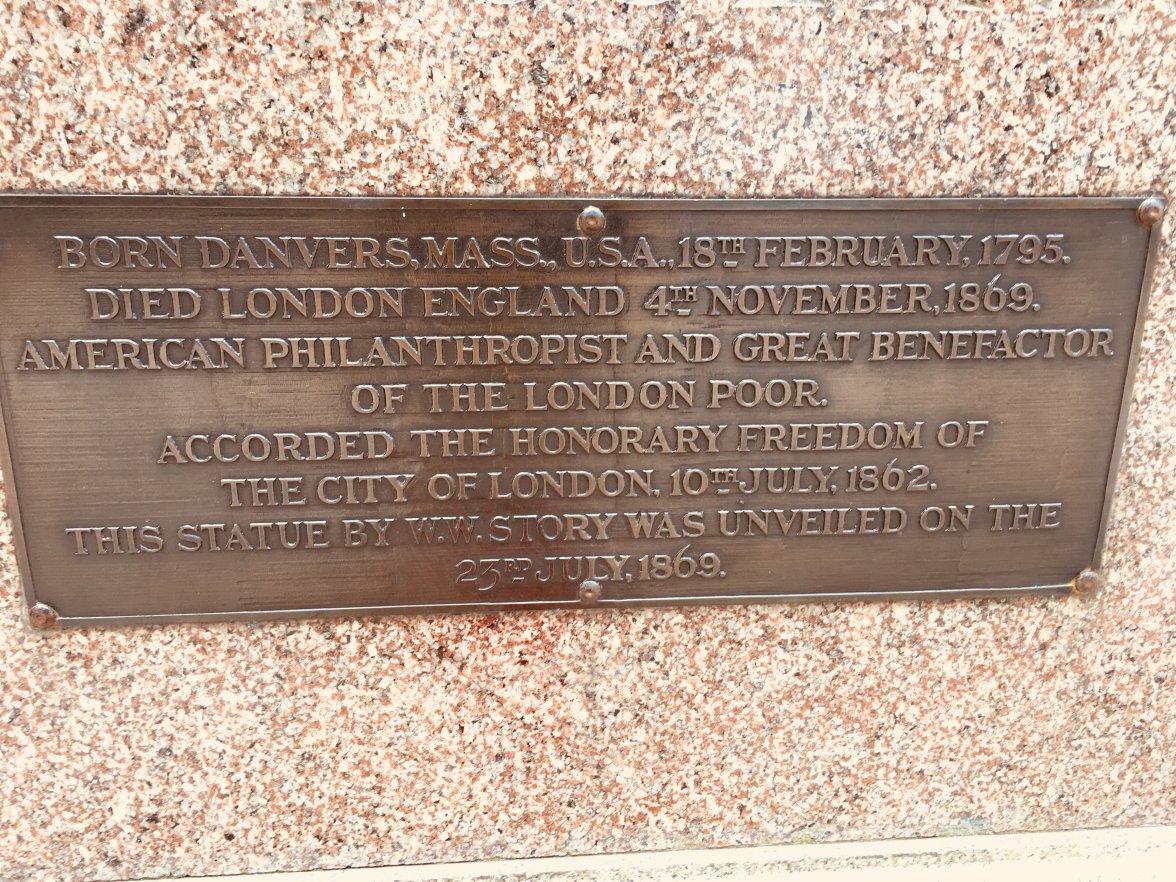 BORN DANVERS, MASS., U.S.A., 18TH FEBRUARY, 1795.
DIED LONDON ENGLAND 4TH NOVEMBER, 1869.
AMERICAN PHILANTHROPIST AND GREAT BENEFACTOR
OF THE LONDON POOR.
ACCORDED THE HONORARY FREEDOM OF
THE CITY OF LONDON, 10TH JULY, 1862.
THIS STATUE BY W.W. STORY WAS UNVEILED ON THE
23RD JULY, 1869.